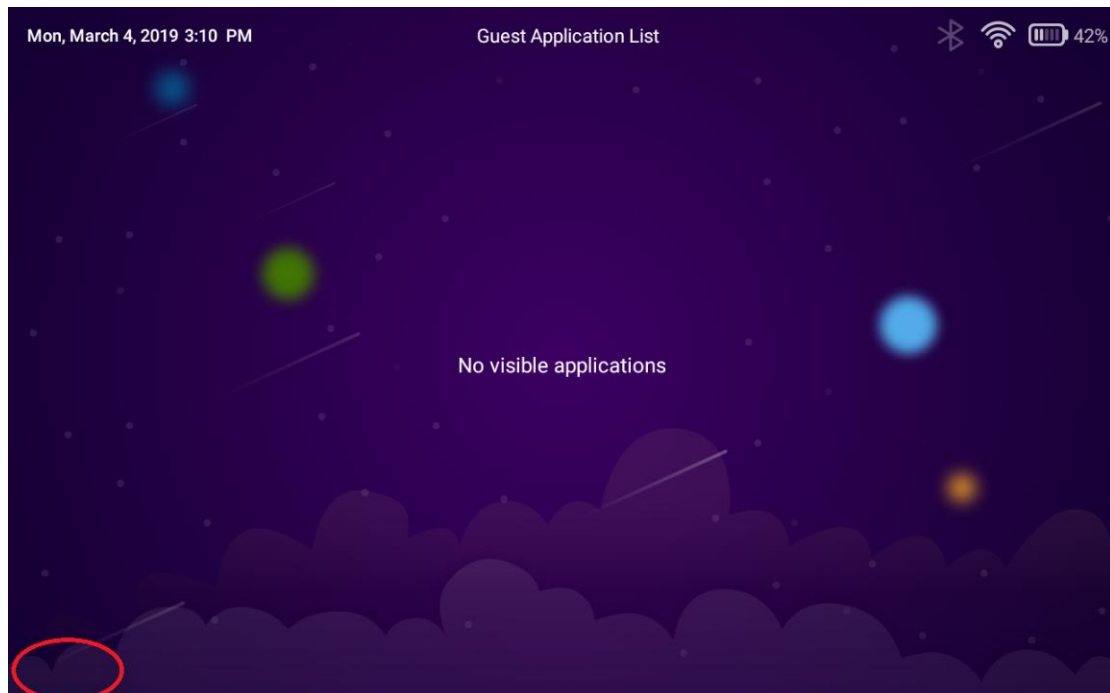 Mon, March 4, 2019 3:10 PM
Guest Application List
42%
No visible applications